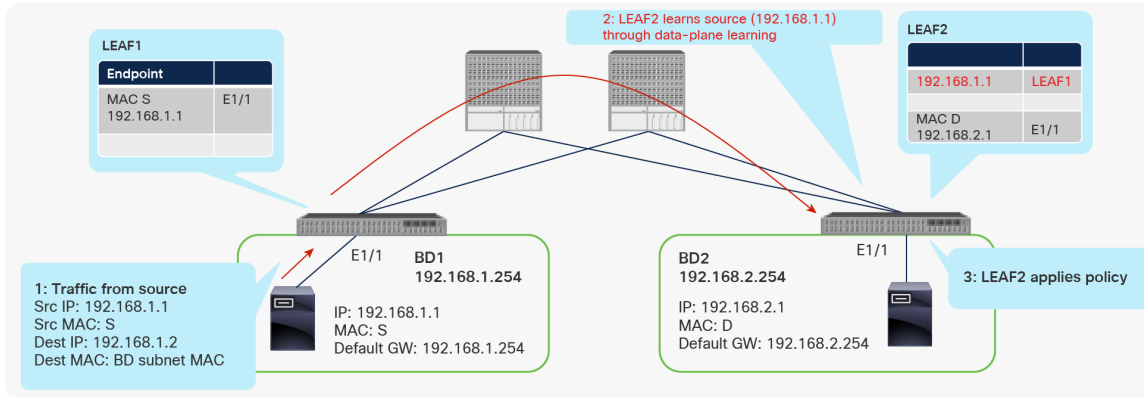 LEAF1
Endpoint
MAC S
192.168.1.1
E1/1
2: LEAF2 learns source (192.168.1.1)
through data-plane learning
LEAF2
192.168.1.1 LEAF1
MAC D
192.168.2.1
E1/1
1: Traffic from source
Src IP: 192.168.1.1
Src MAC: S
Dest IP: 192.168.1.2
Dest MAC: BD subnet MAC
E1/1
BD1
192.168.1.254
IP: 192.168.1.1
MAC: S
Default GW: 192.168.1.254
BD2
192.168.2.254
E1/1
IP: 192.168.2.1
MAC: D
Default GW: 192.168.2.254
3: LEAF2 applies policy